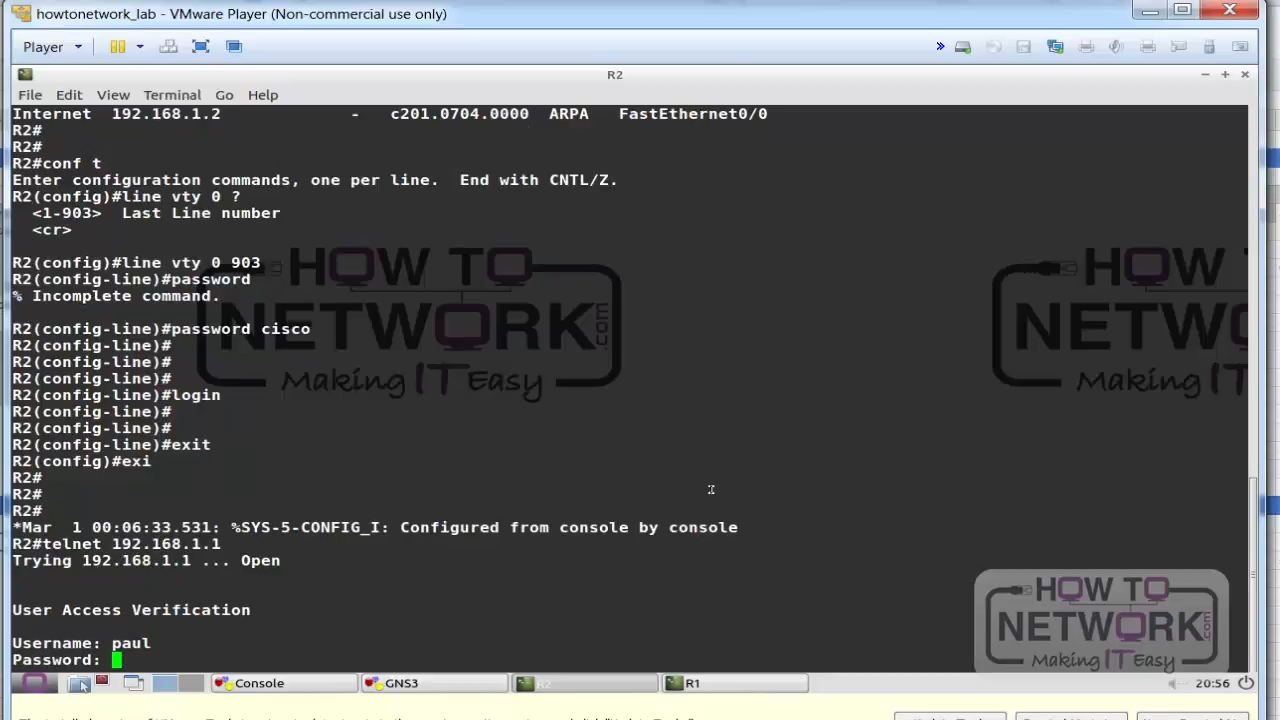 howtonetwork_lab - VMware Player (Non-commercial use only)
Player
R2
File Edit View Terminal Go Help
Internet  192.168.1.2             -   c201.0704.0000  ARPA   FastEthernet0/0
R2#
R2#
R2#conf t
Enter configuration commands, one per line.  End with CNTL/Z.
R2(config)#line vty 0 ?
  <1-903>  Last Line number
  <cr>
R2(config)#line vty 0 903
R2(config-line)#password
% Incomplete command.
R2(config-line)#password cisco
R2(config-line)#
R2(config-line)#
R2(config-line)#
R2(config-line)#login
R2(config-line)#
R2(config-line)#
R2(config-line)#exit
R2(config)#exi
R2#
R2#
R2#
*Mar  1 00:06:33.531: %SYS-5-CONFIG_I: Configured from console by console
R2#telnet 192.168.1.1
Trying 192.168.1.1 ... Open
User Access Verification
Username: paul
Password:
HOW TO
NETWORK.com
Making IT Easy
HOW TO
NETWORK
Making IT
HOW TO
NETWORK.com
Making IT Easy
Console GNS3 R2 R1 20:56